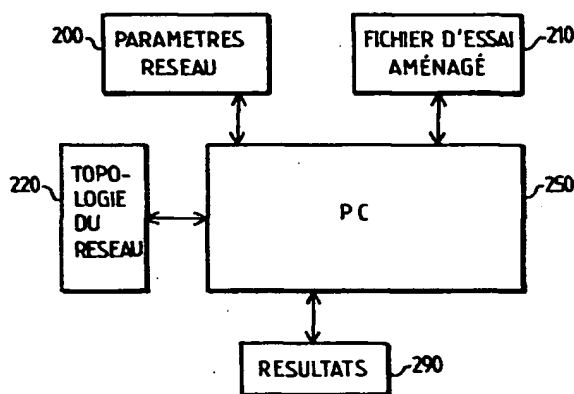 200
PARAMETRES
RESEAU
FICHIER D'ESSAI
AMÉNAGÉ
210
220
TOPO-
LOGIE
DU
RESEAU
PC
250
RESULTATS
290